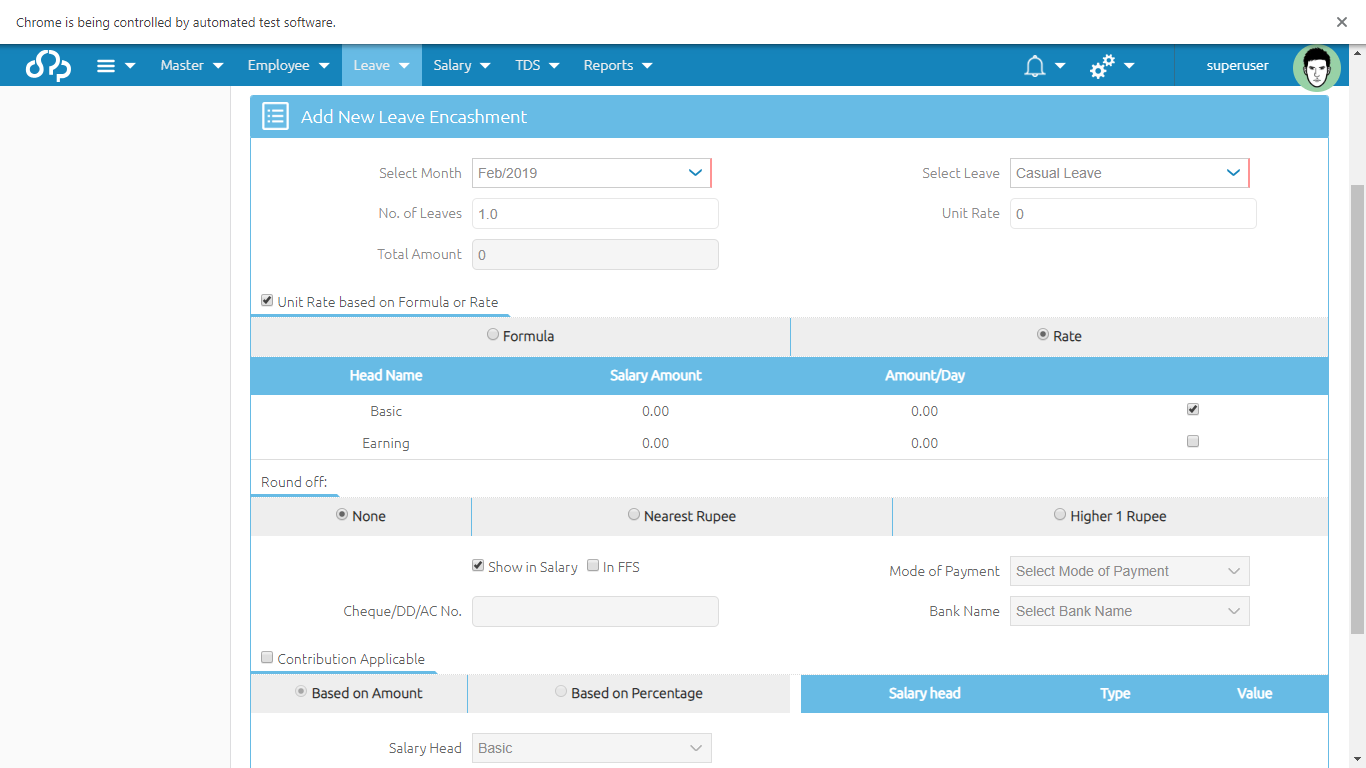 Chrome is being controlled by automated test software.
Master Employee Leave Salary TDS Reports superuser
Add New Leave Encashment
Select Month Feb/2019 Select Leave Casual Leave
No. of Leaves 1.0 Unit Rate 0
Total Amount 0
Unit Rate based on Formula or Rate
Formula Rate
Head Name Salary Amount Amount/Day
Basic 0.00 0.00
Earning 0.00 0.00
Round off:
None Nearest Rupee Higher 1 Rupee
Show in Salary In FFS Mode of Payment Select Mode of Payment
Cheque/DD/AC No. Bank Name Select Bank Name
Contribution Applicable
Based on Amount Based on Percentage Salary head Type Value
Salary Head Basic